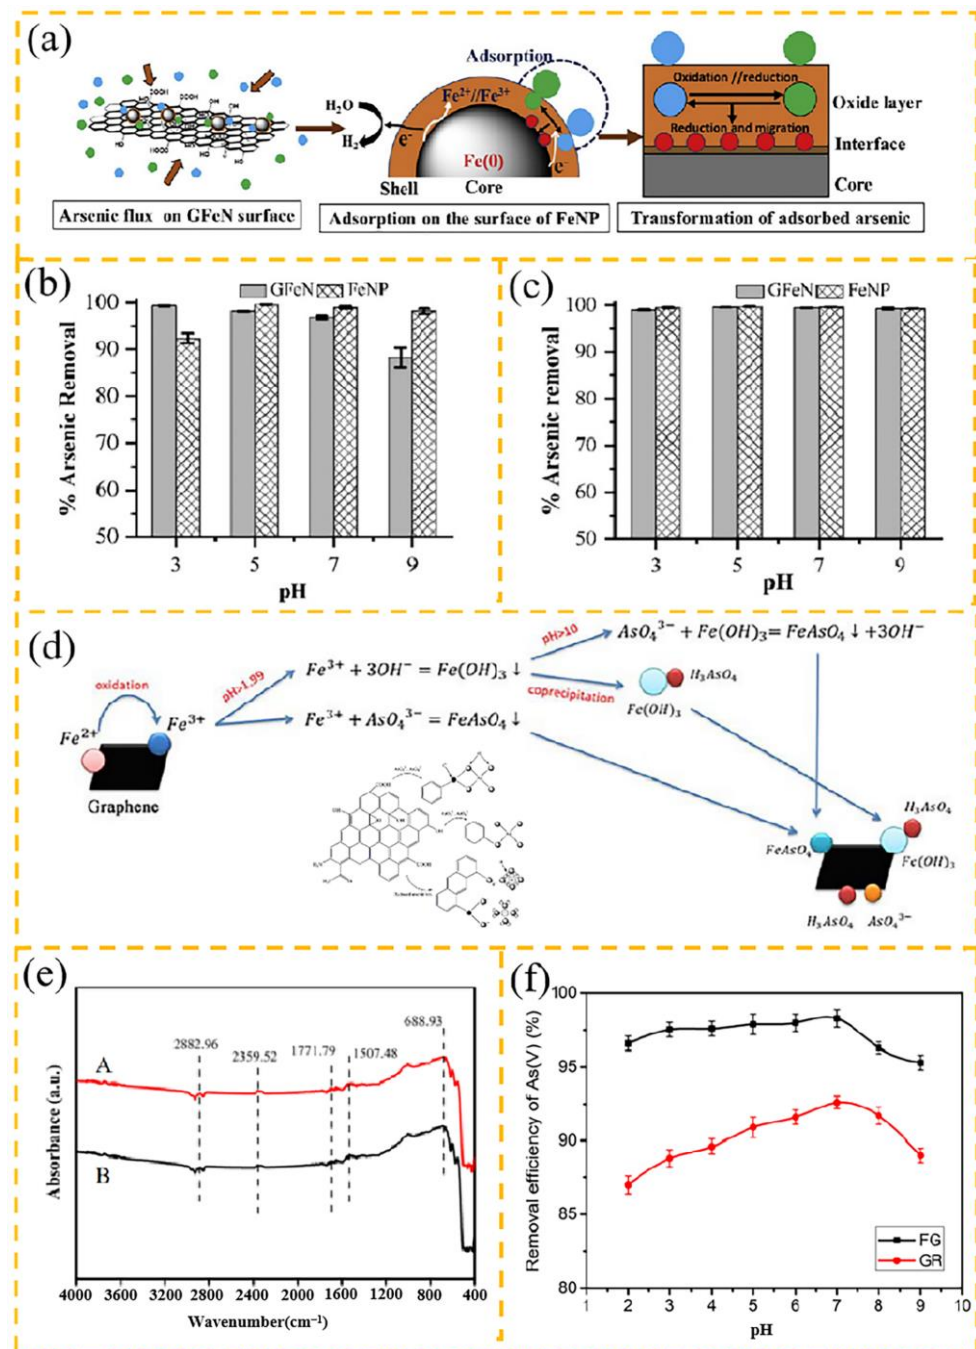 (a)
COOH
OH
HO
H₂O
H₂
e⁻
Adsorption
Fe²⁺//Fe³⁺
Fe(0)
e⁻
Shell
Core
Oxidation //reduction
Reduction and migration
Oxide layer
Interface
Core
Arsenic flux on GFeN surface
Adsorption on the surface of FeNP
Transformation of adsorbed arsenic
(b)
GFeN FeNP
% Arsenic Removal
100
90
80
70
60
50
3 5 7 9
pH
(c)
GFeN FeNP
% Arsenic removal
100
90
80
70
60
50
3 5 7 9
pH
(d)
oxidation
Fe²⁺
Fe³⁺
Graphene
pH>1.99
Fe³⁺ + 3OH⁻ = Fe(OH)₃ ↓
Fe³⁺ + AsO₄³⁻ = FeAsO₄ ↓
pH>10
AsO₄³⁻ + Fe(OH)₃ = FeAsO₄ ↓ +3OH⁻
coprecipitation
H₃AsO₄
Fe(OH)₃
COOH
OH
COOH
H₃AsO₄
FeAsO₄
Fe(OH)₃
H₃AsO₄
AsO₄³⁻
(e)
Absorbance (a.u.)
A
B
2882.96
2359.52
1771.79
1507.48
688.93
4000 3600 3200 2800 2400 2000 1600 1200 800 400
Wavenumber(cm⁻¹)
(f)
Removal efficiency of As(V) (%)
100
95
90
85
80
FG
GR
1 2 3 4 5 6 7 8 9 10
pH